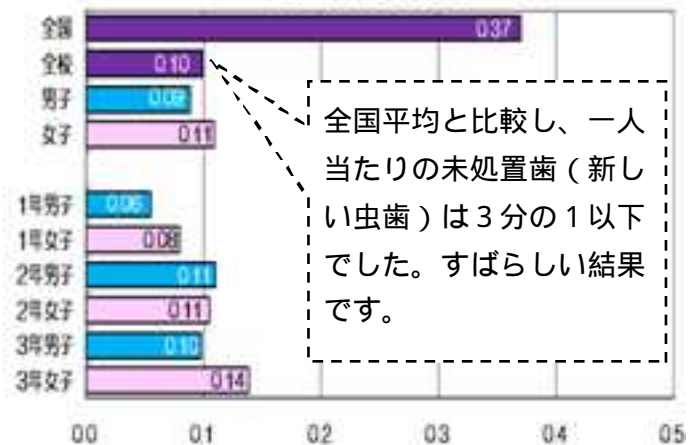 全国 0.37
全校 0.10
男子 0.09
女子 0.11
1年男子 0.06
1年女子 0.08
2年男子 0.11
2年女子 0.11
3年男子 0.10
3年女子 0.14
全国平均と比較し、一人
当たりの未処置歯（新し
い虫歯）は３分の１以下
でした。すばらしい結果
です。
0.0 0.1 0.2 0.3 0.4 0.5